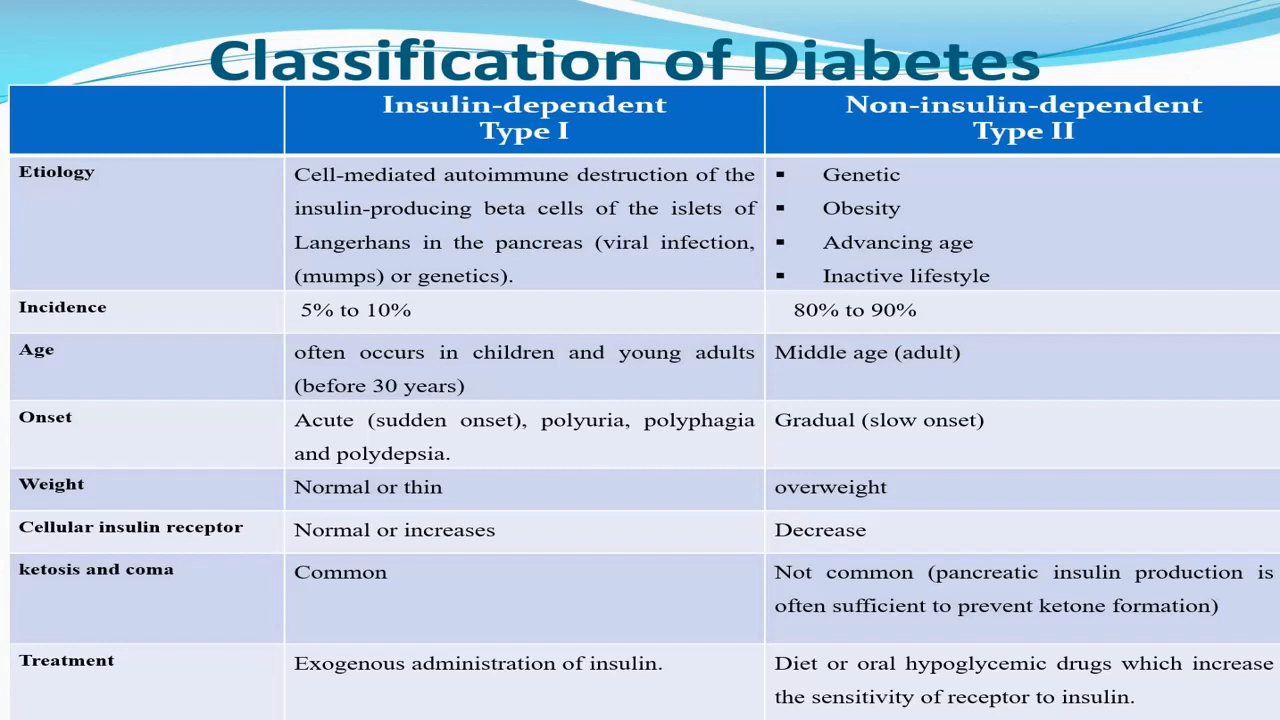 Classification of Diabetes
Insulin-dependent
Type I
Non-insulin-dependent
Type II
Etiology
Cell-mediated autoimmune destruction of the
insulin-producing beta cells of the islets of
Langerhans in the pancreas (viral infection,
(mumps) or genetics).
▪ Genetic
▪ Obesity
▪ Advancing age
▪ Inactive lifestyle
Incidence
5% to 10%
80% to 90%
Age
often occurs in children and young adults
(before 30 years)
Middle age (adult)
Onset
Acute (sudden onset), polyuria, polyphagia
and polydepsia.
Gradual (slow onset)
Weight
Normal or thin
overweight
Cellular insulin receptor
Normal or increases
Decrease
ketosis and coma
Common
Not common (pancreatic insulin production is
often sufficient to prevent ketone formation)
Treatment
Exogenous administration of insulin.
Diet or oral hypoglycemic drugs which increase
the sensitivity of receptor to insulin.